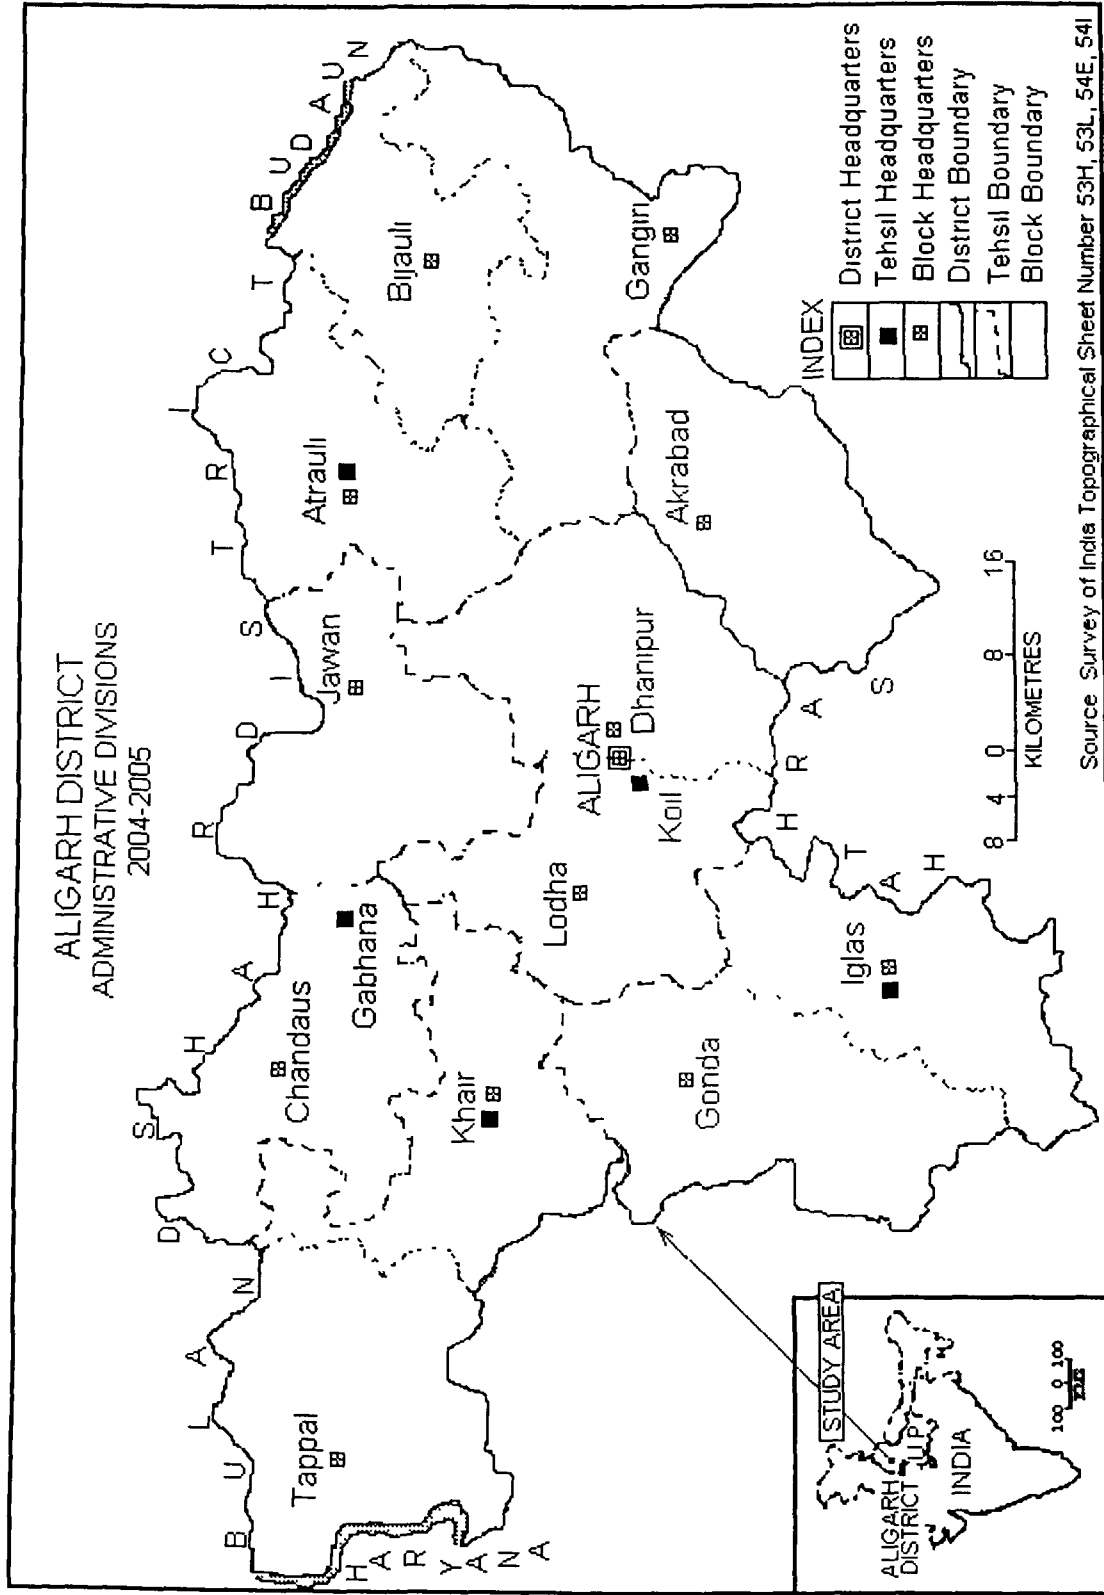 ALIGARH DISTRICT
ADMINISTRATIVE DIVISIONS
2004-2005
BULANDSHAHR DISTRICT
BUDAUN
HARYANA
HATHRAS
Tappal
Chandaus
Gabhana
Khair
Jawan
Atrauli
Bijauli
Gangiri
Akrabad
ALIGARH
Dhanipur
Koil
Lodha
Gonda
Iglas
INDEX
District Headquarters
Tehsil Headquarters
Block Headquarters
District Boundary
Tehsil Boundary
Block Boundary
8 4 0 8 16
KILOMETRES
STUDY AREA
ALIGARH
DISTRICT
U P
INDIA
100 0 100
Source Survey of India Topographical Sheet Number 53H, 53L, 54E, 54I